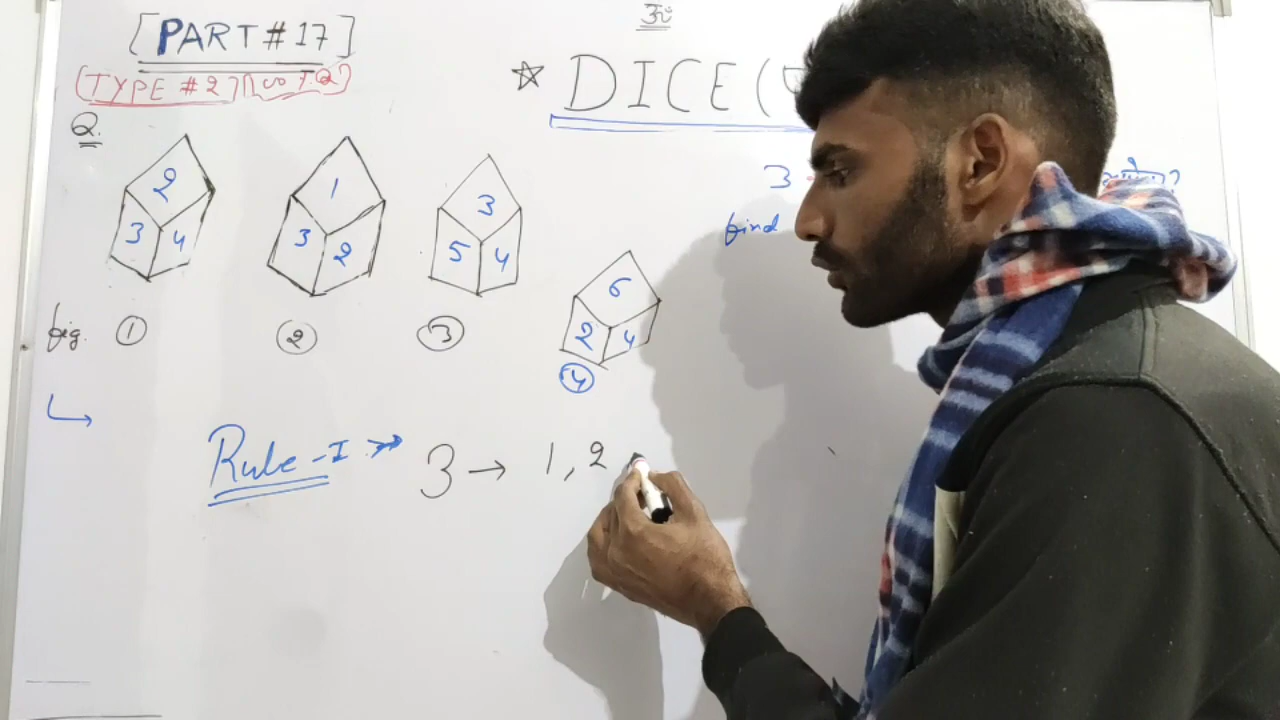 ॐ
[PART #17]
[TYPE #2]
☆ DICE (
Q.
2 3 4
1 3 2
3 5 4
6 2 4
3
find
fig. ① ② ③ ④
↳
Rule-I → 3 → 1, 2